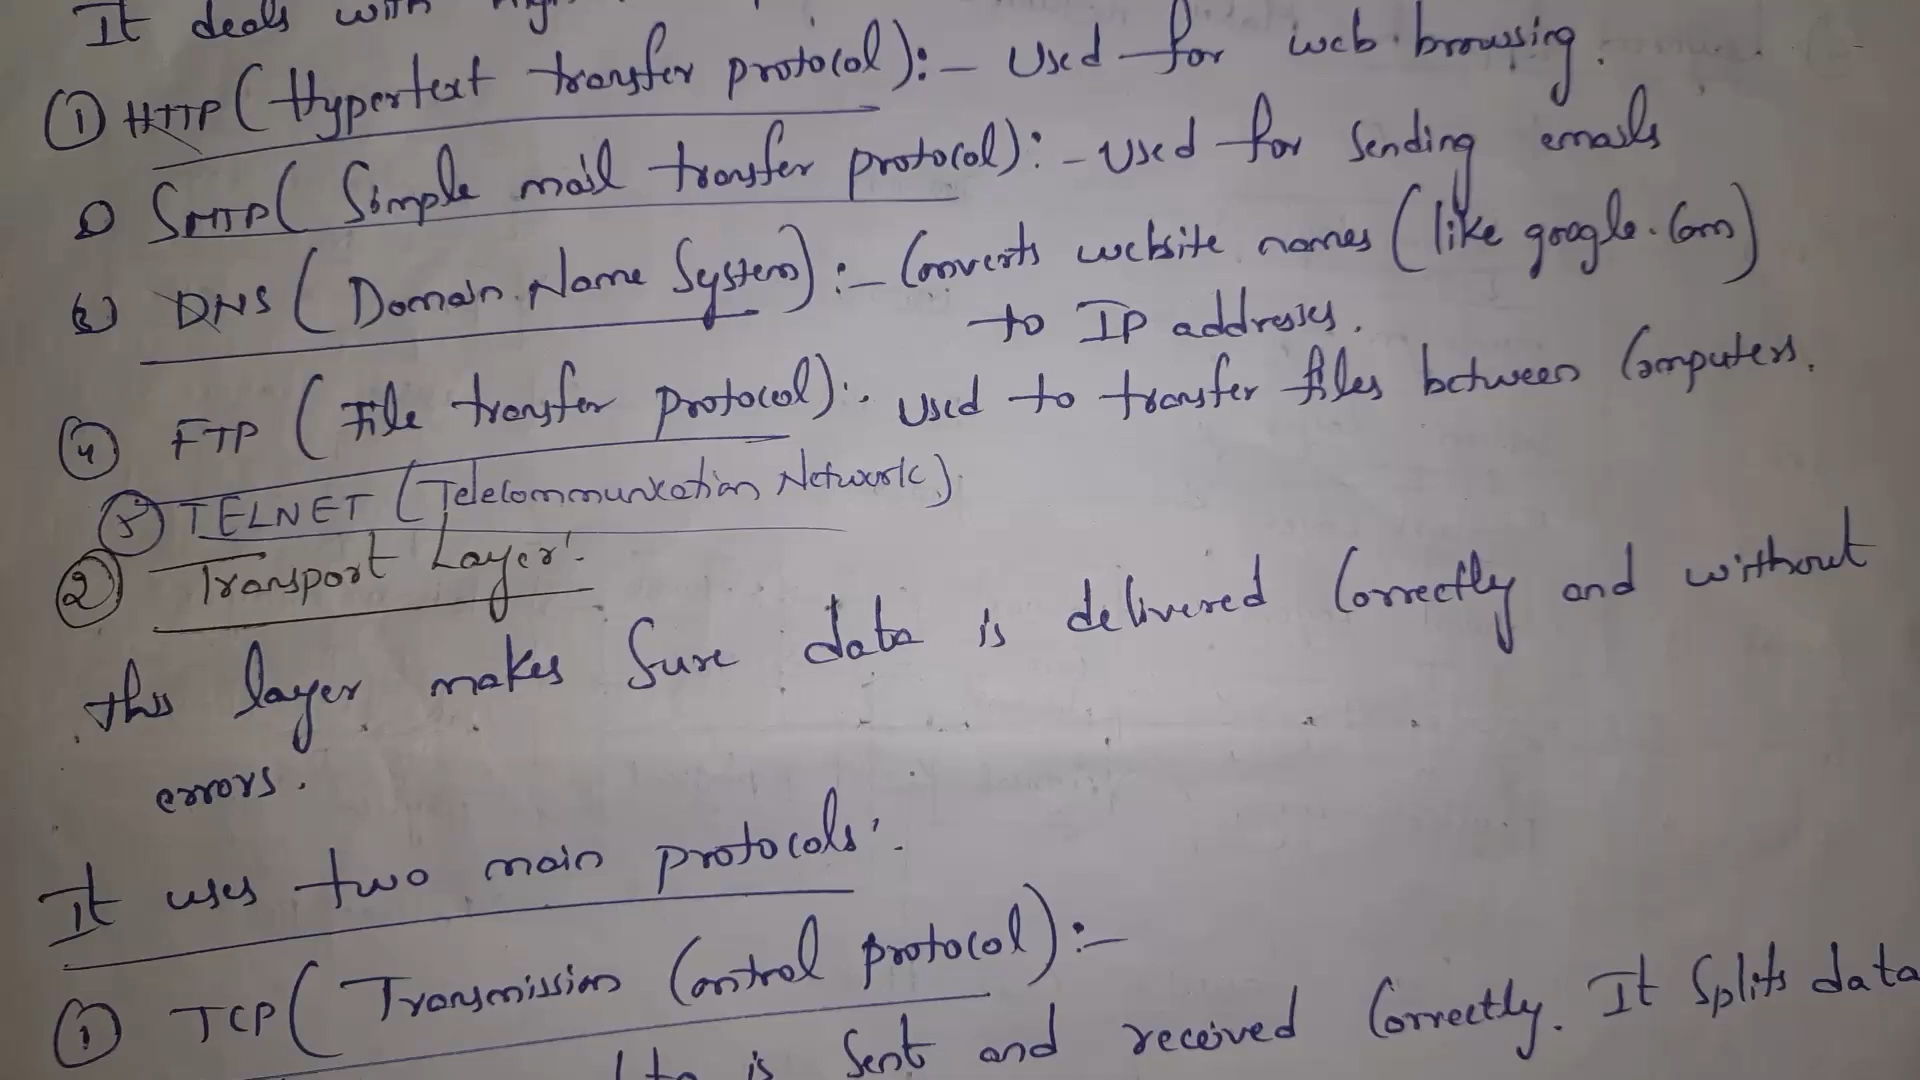 It deals with
① HTTP (Hypertext transfer protocol):- Used for web browsing.
② SMTP (Simple mail transfer protocol):- Used for Sending emails
③ DNS (Domain Name System):- Converts website names (like google.com)
to IP addresses.
④ FTP (File transfer protocol):. Used to transfer files between Computers.
⑤ TELNET (Telecommunication Network)
② Transport Layer:-
this layer makes Sure data is delivered Correctly and without
errors.
It uses two main protocols:-
① TCP (Transmission Control protocol):-
is Sent and received Correctly. It Splits data